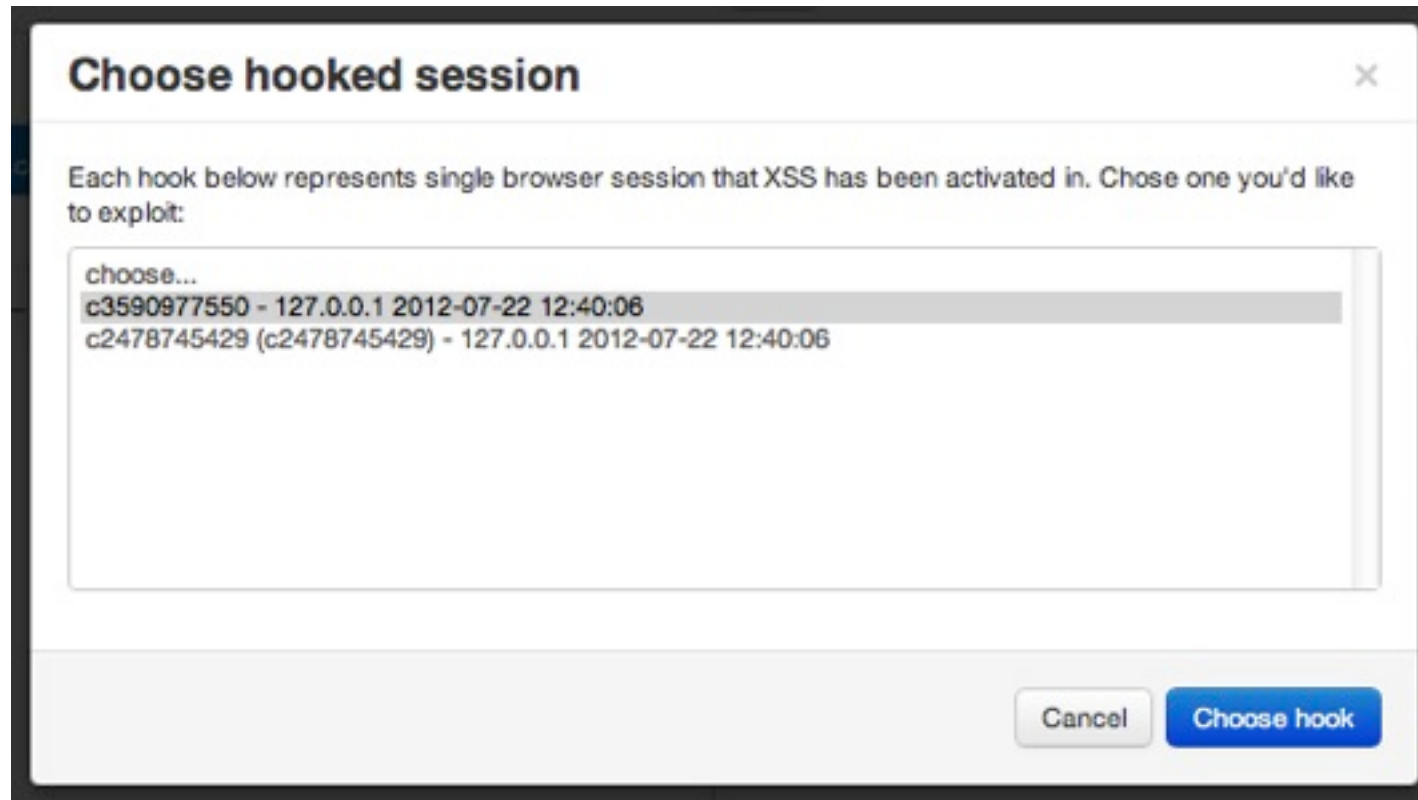 Choose hooked session
×
Each hook below represents single browser session that XSS has been activated in. Chose one you'd like
to exploit:
choose...
c3590977550 - 127.0.0.1 2012-07-22 12:40:06
c2478745429 (c2478745429) - 127.0.0.1 2012-07-22 12:40:06
Cancel
Choose hook